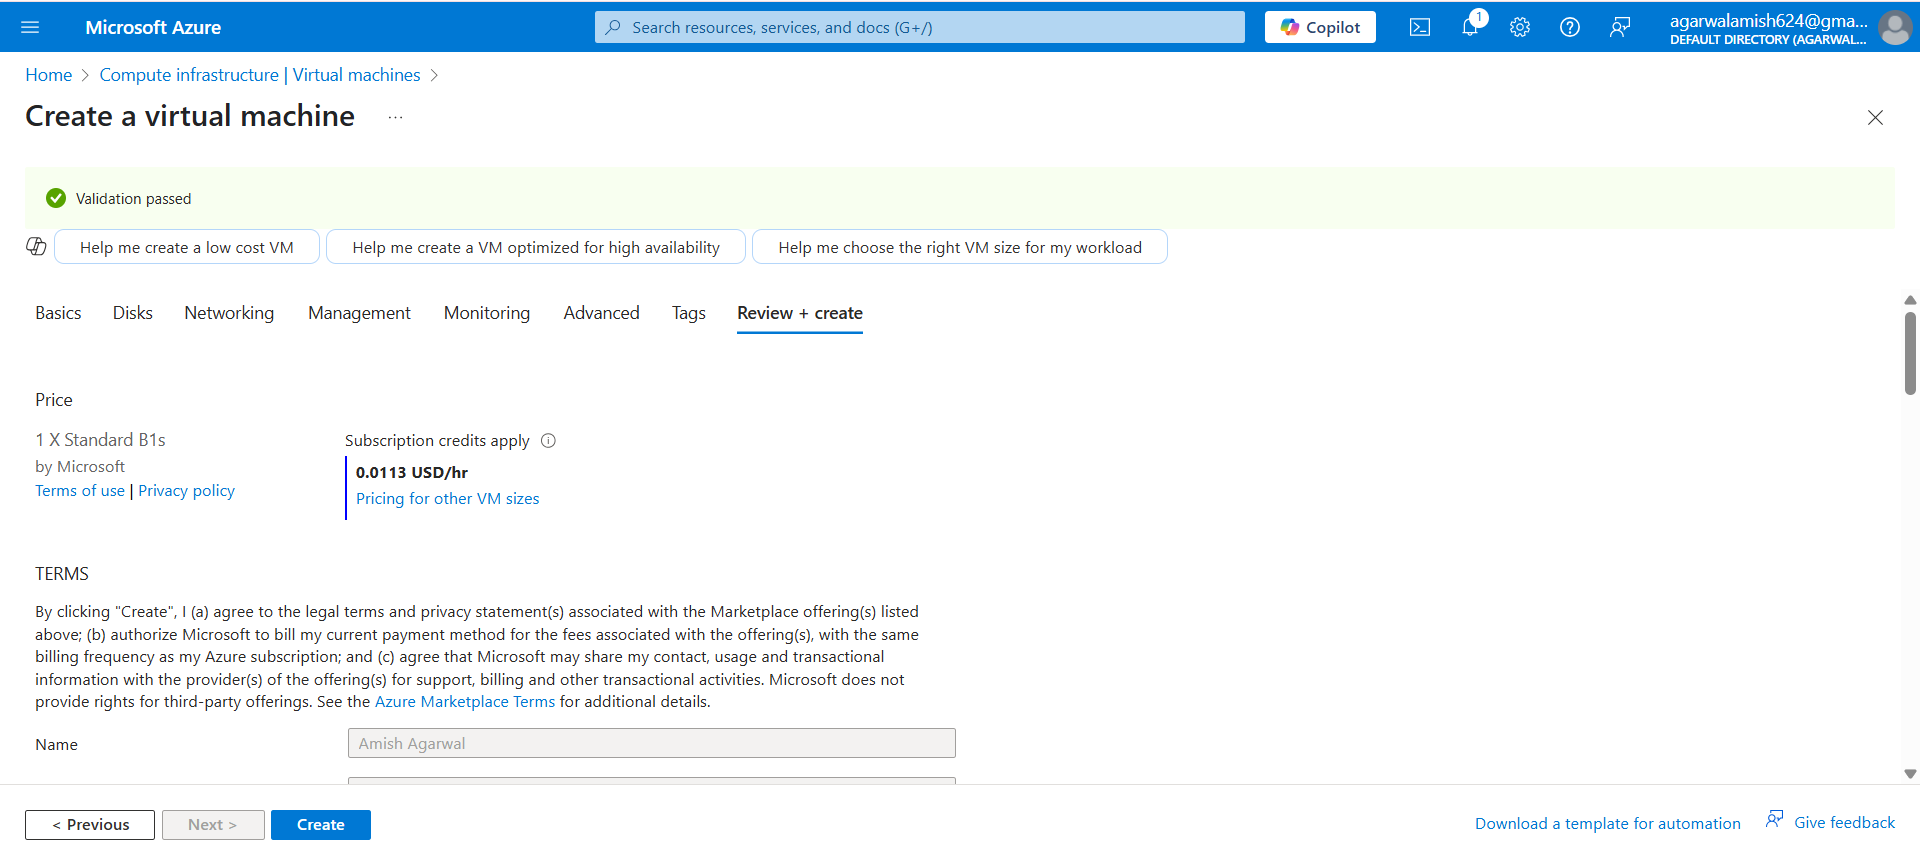 Microsoft Azure
Search resources, services, and docs (G+/)
Copilot
1
agarwalamish624@gma...
DEFAULT DIRECTORY (AGARWAL...
Home > Compute infrastructure | Virtual machines >
Create a virtual machine ...
Validation passed
Help me create a low cost VM
Help me create a VM optimized for high availability
Help me choose the right VM size for my workload
Basics Disks Networking Management Monitoring Advanced Tags Review + create
Price
1 X Standard B1s
by Microsoft
Terms of use | Privacy policy
Subscription credits apply
0.0113 USD/hr
Pricing for other VM sizes
TERMS
By clicking "Create", I (a) agree to the legal terms and privacy statement(s) associated with the Marketplace offering(s) listed
above; (b) authorize Microsoft to bill my current payment method for the fees associated with the offering(s), with the same
billing frequency as my Azure subscription; and (c) agree that Microsoft may share my contact, usage and transactional
information with the provider(s) of the offering(s) for support, billing and other transactional activities. Microsoft does not
provide rights for third-party offerings. See the Azure Marketplace Terms for additional details.
Name
Amish Agarwal
< Previous
Next >
Create
Download a template for automation
Give feedback